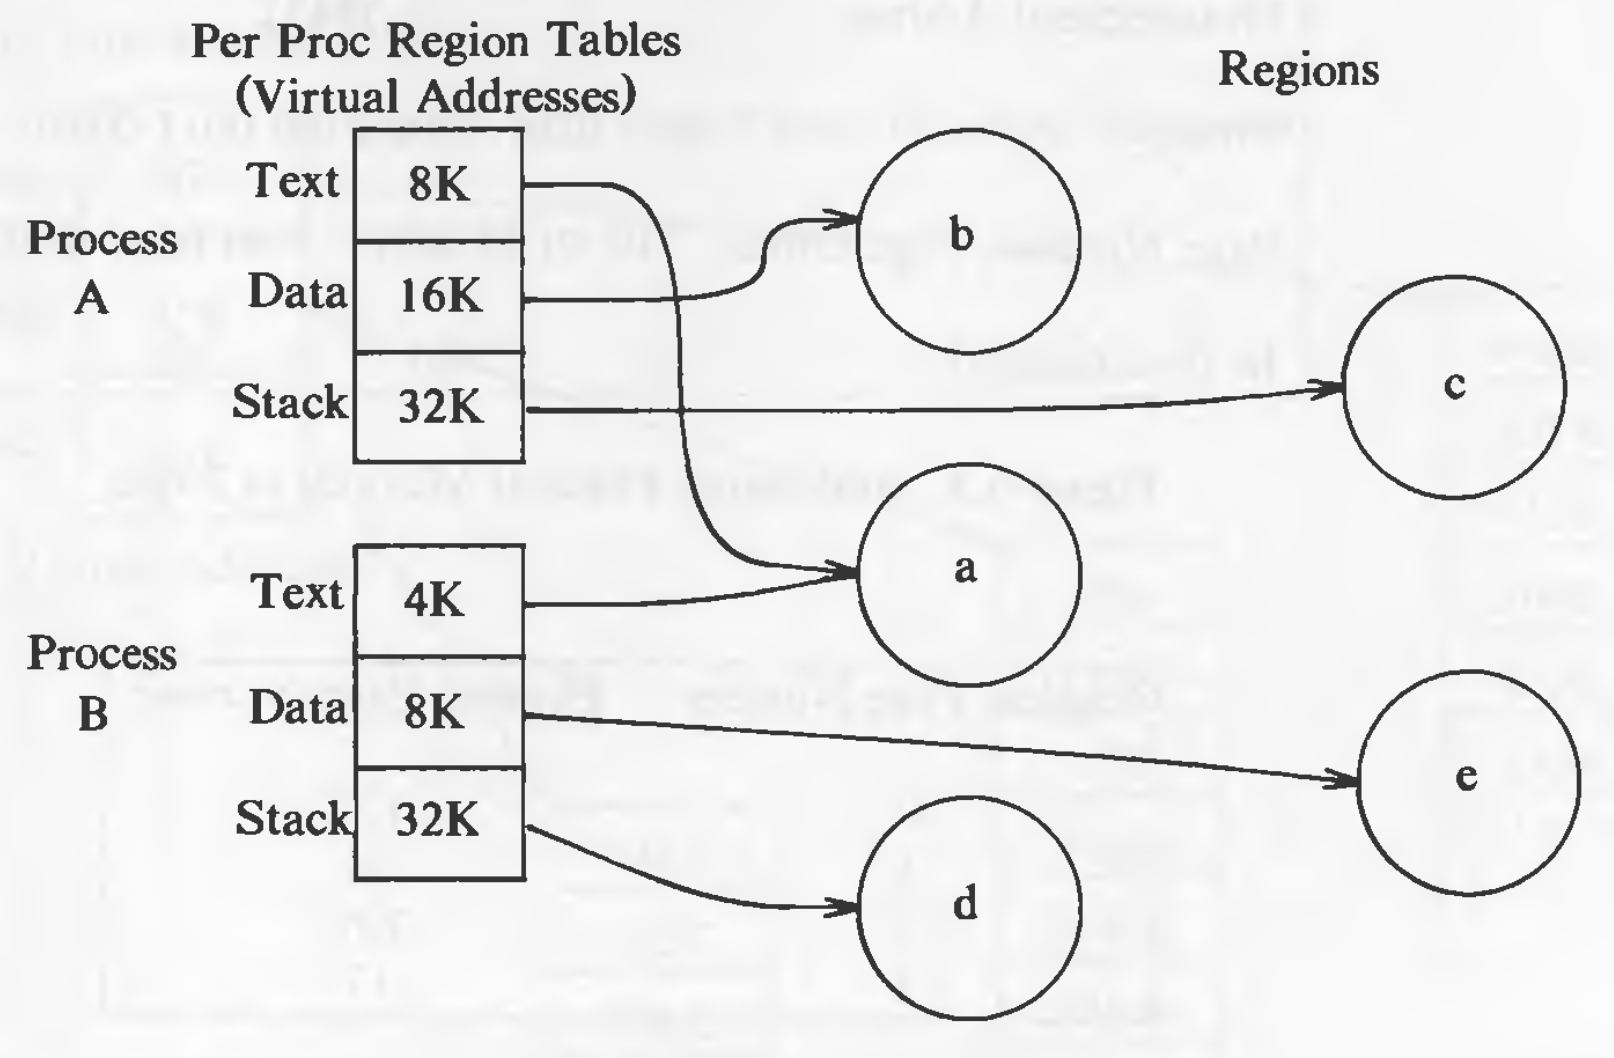 Per Proc Region Tables
(Virtual Addresses)
Regions
Process
A
Text 8K
Data 16K
Stack 32K
b
c
a
Process
B
Text 4K
Data 8K
Stack 32K
e
d